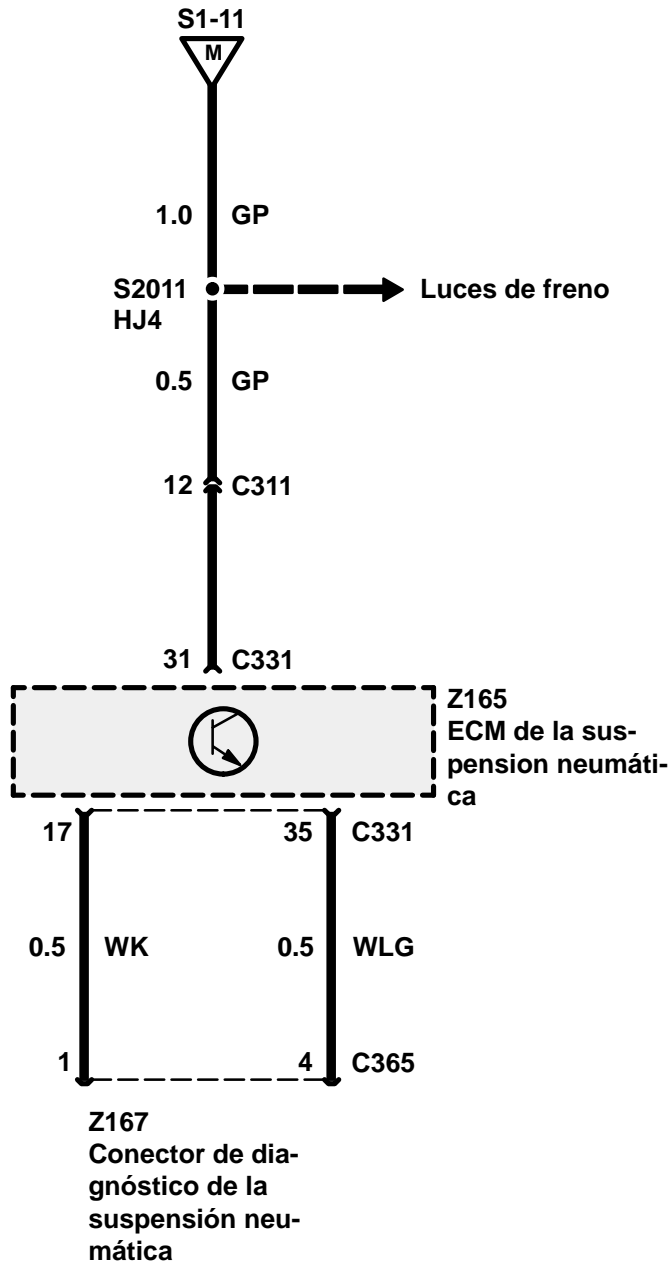 S1-11
M
1.0 GP
S2011 Luces de freno
HJ4
0.5 GP
12 C311
31 C331
Z165
ECM de la sus-
pension neumáti-
ca
17 35 C331
0.5 WK 0.5 WLG
1 4 C365
Z167
Conector de dia-
gnóstico de la
suspensión neu-
mática